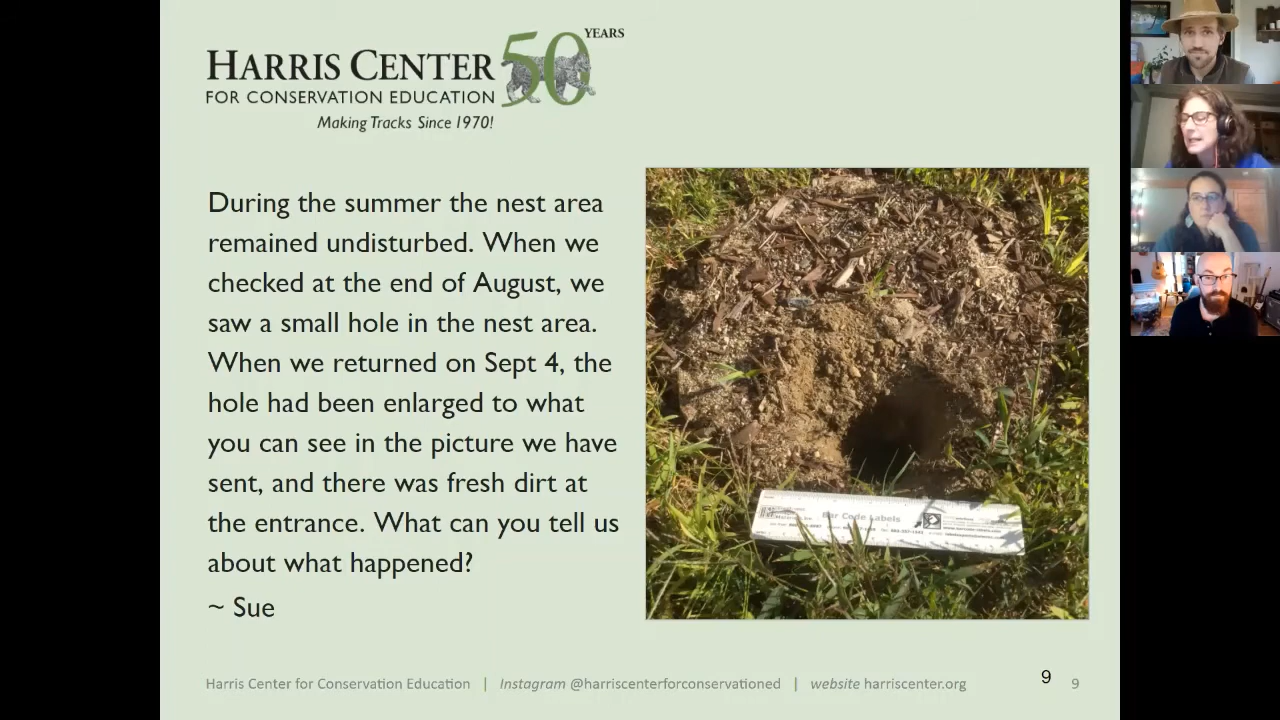 HARRIS CENTER 50 YEARS
FOR CONSERVATION EDUCATION
Making Tracks Since 1970!
During the summer the nest area
remained undisturbed. When we
checked at the end of August, we
saw a small hole in the nest area.
When we returned on Sept 4, the
hole had been enlarged to what
you can see in the picture we have
sent, and there was fresh dirt at
the entrance. What can you tell us
about what happened?
~ Sue
Bar Code Labels
Harris Center for Conservation Education | Instagram @harriscenterforconservationed | website harriscenter.org 9 9